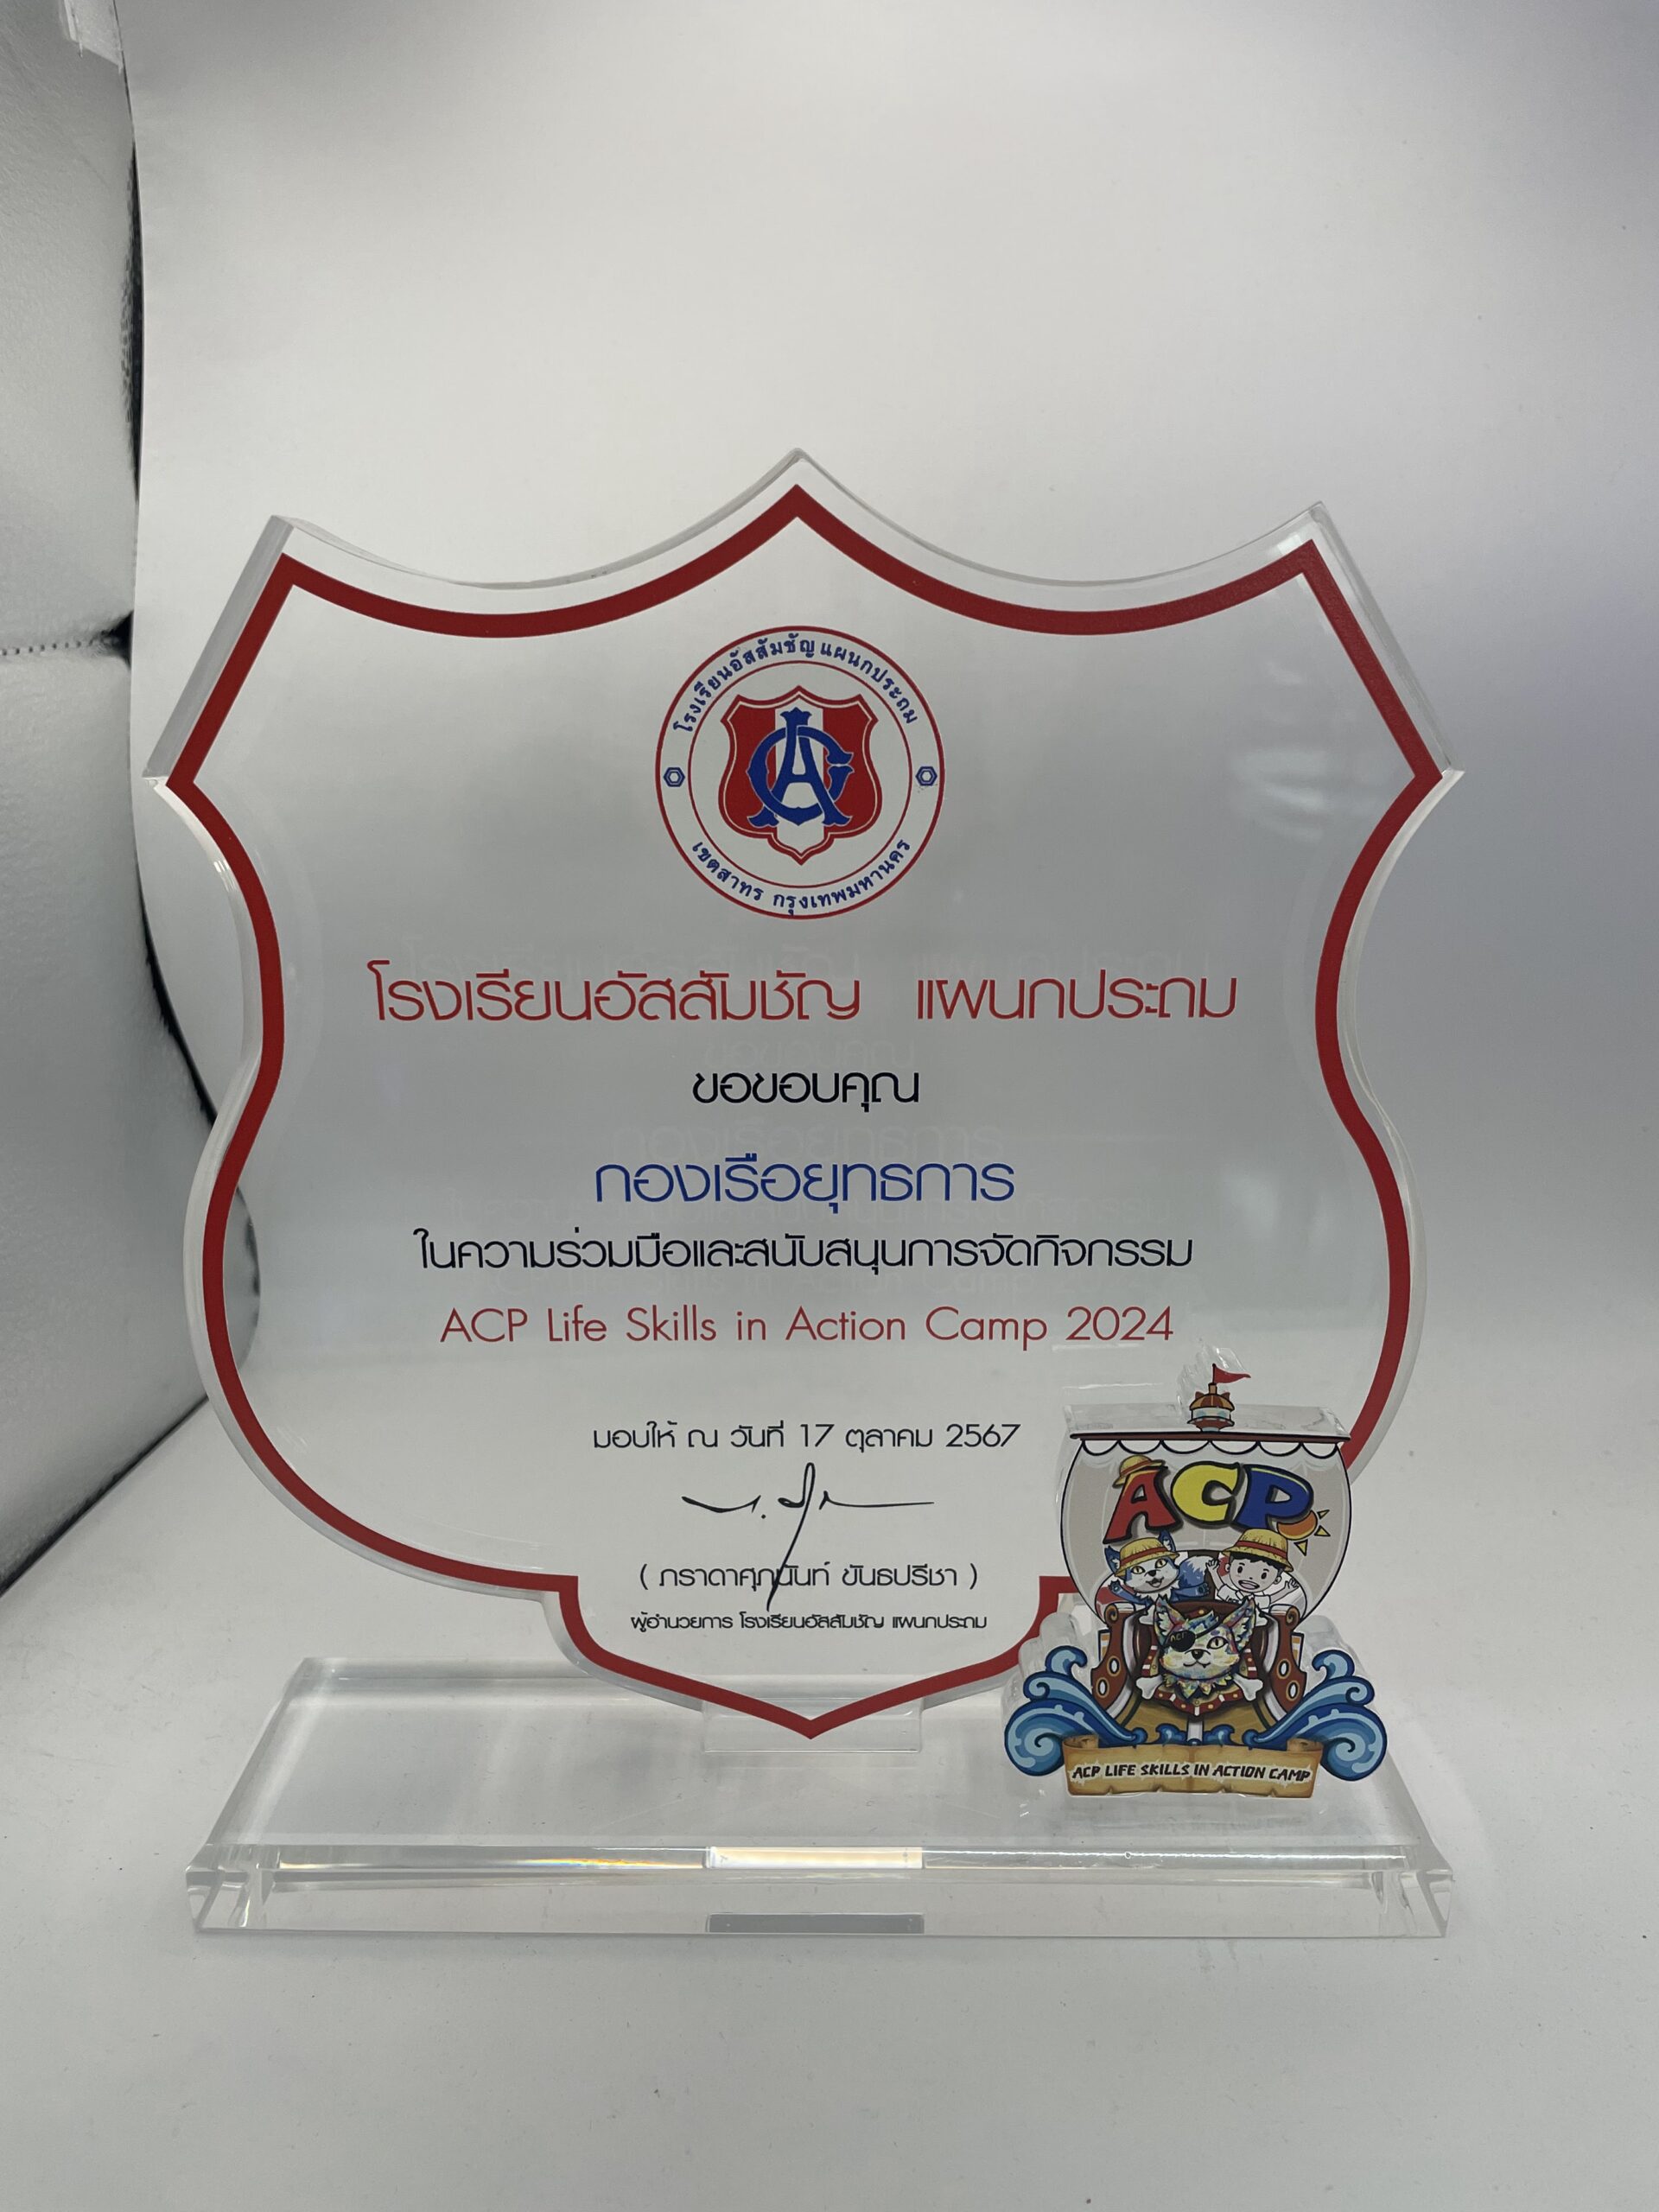 โรงเรียนอัสสัมชัญ แผนกประถม
เขตสาทร กรุงเทพมหานคร
โรงเรียนอัสสัมชัญ แผนกประถม
ขอขอบคุณ
กองเรือยุทธการ
ในความร่วมมือและสนับสนุนการจัดกิจกรรม
ACP Life Skills in Action Camp 2024
มอบให้ ณ วันที่ 17 ตุลาคม 2567
( ภราดาศุภนันท์ ขันธปรีชา )
ผู้อำนวยการ โรงเรียนอัสสัมชัญ แผนกประถม
ACP
ACP
ACP LIFE SKILLS IN ACTION CAMP